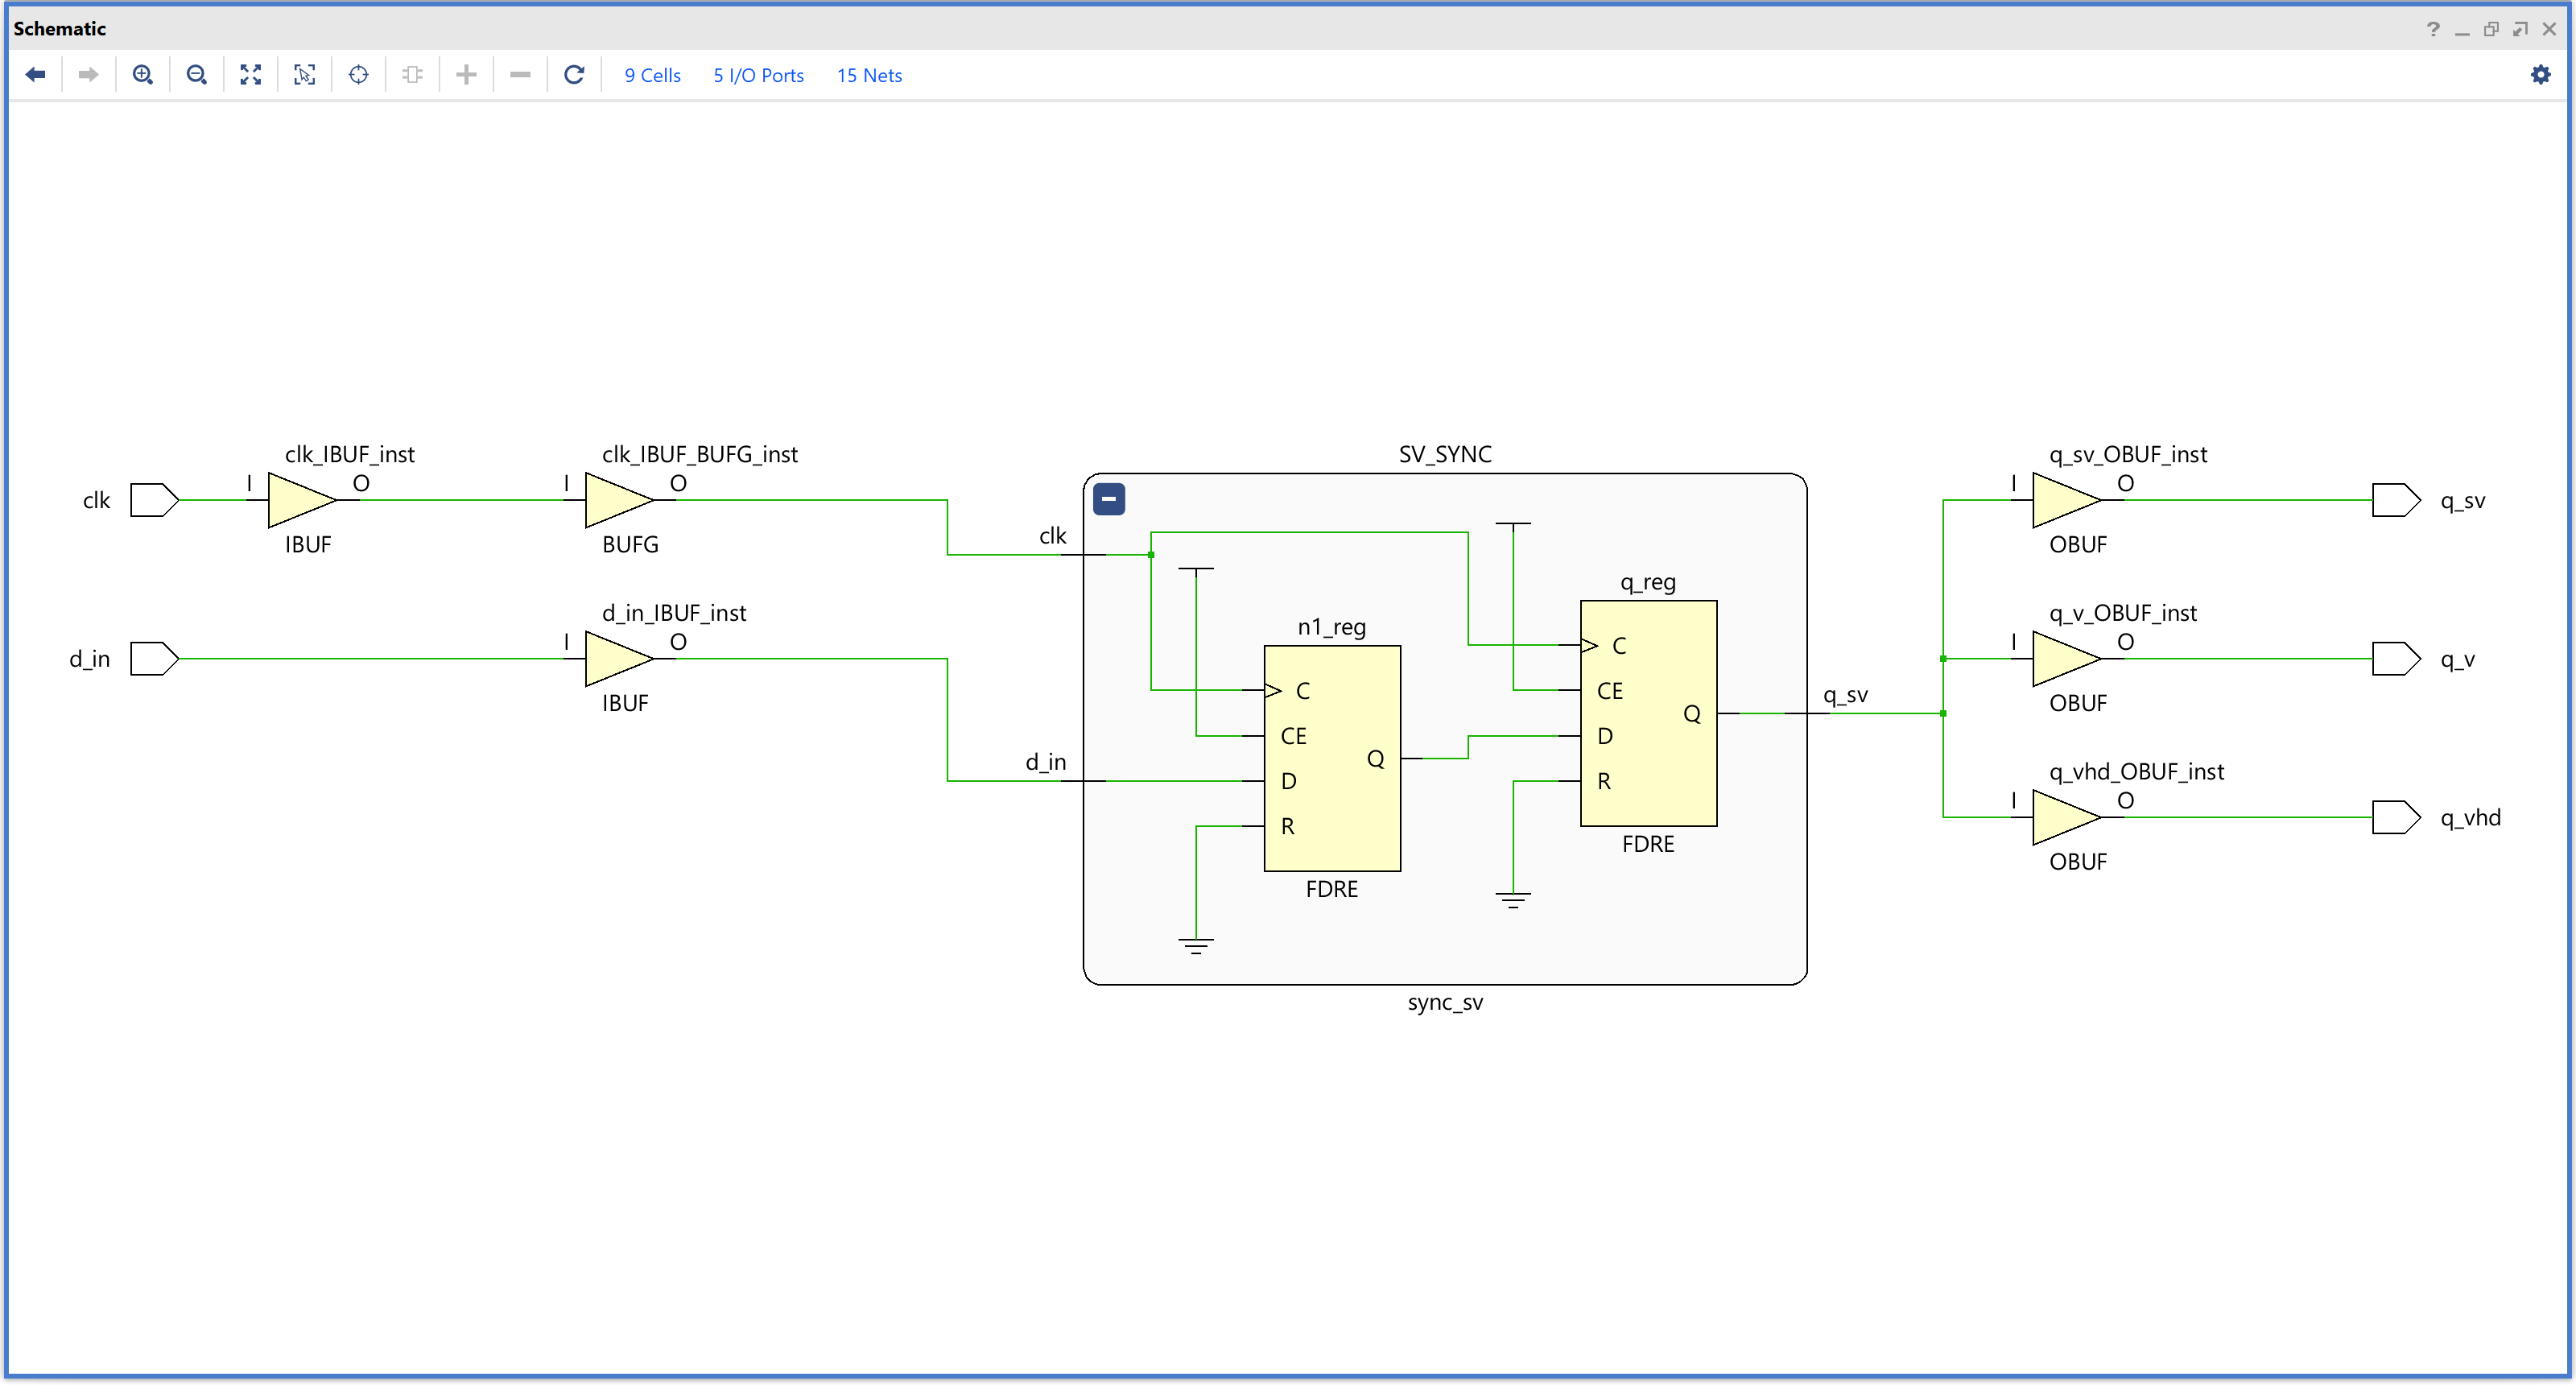 Schematic
9 Cells 5 I/O Ports 15 Nets
clk_IBUF_inst clk_IBUF_BUFG_inst SV_SYNC q_sv_OBUF_inst
I O I O I O
clk q_sv
clk
IBUF BUFG OBUF
q_reg
d_in_IBUF_inst n1_reg q_v_OBUF_inst
I O C I O
d_in q_v
C CE q_sv
IBUF OBUF
Q
CE D
Q
d_in q_vhd_OBUF_inst
D R
I O
q_vhd
R
FDRE OBUF
FDRE
sync_sv